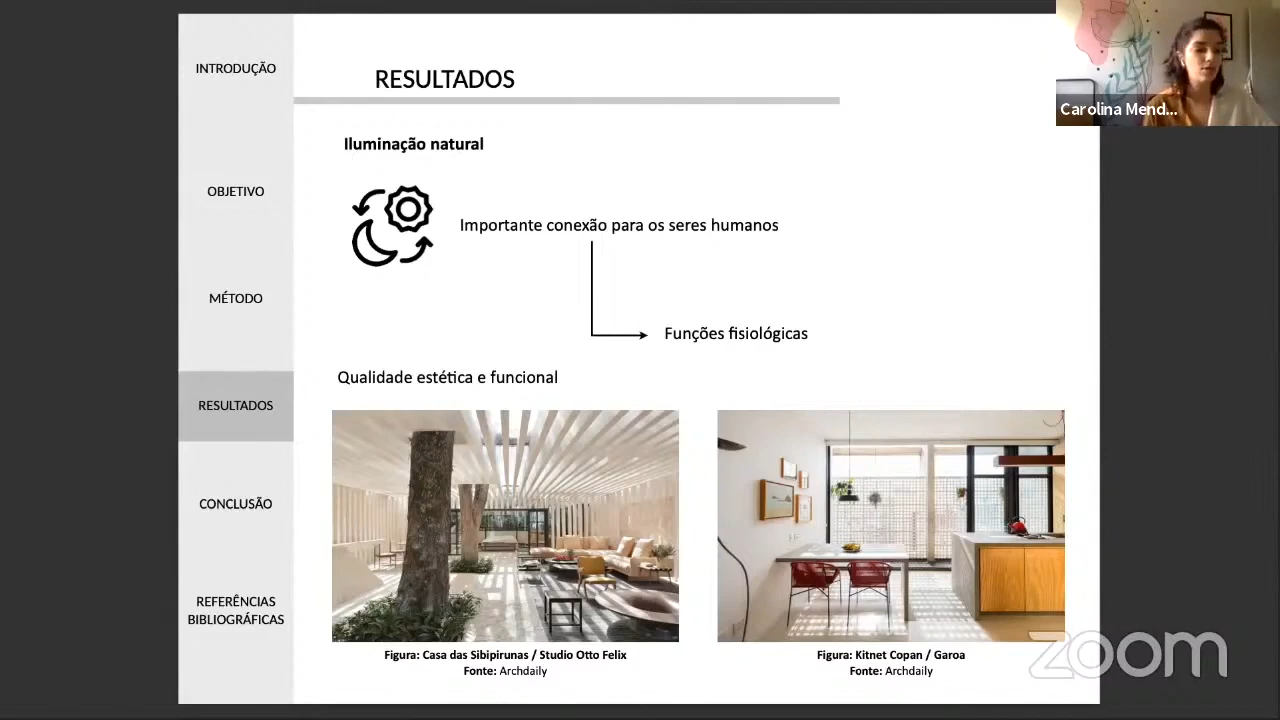 INTRODUÇÃO
OBJETIVO
MÉTODO
RESULTADOS
CONCLUSÃO
REFERÊNCIAS
BIBLIOGRÁFICAS
RESULTADOS
Iluminação natural
Importante conexão para os seres humanos
Funções fisiológicas
Qualidade estética e funcional
Figura: Casa das Sibipirunas / Studio Otto Felix
Fonte: Archdaily
Figura: Kitnet Copan / Garoa
Fonte: Archdaily
Carolina Mend...
zoom